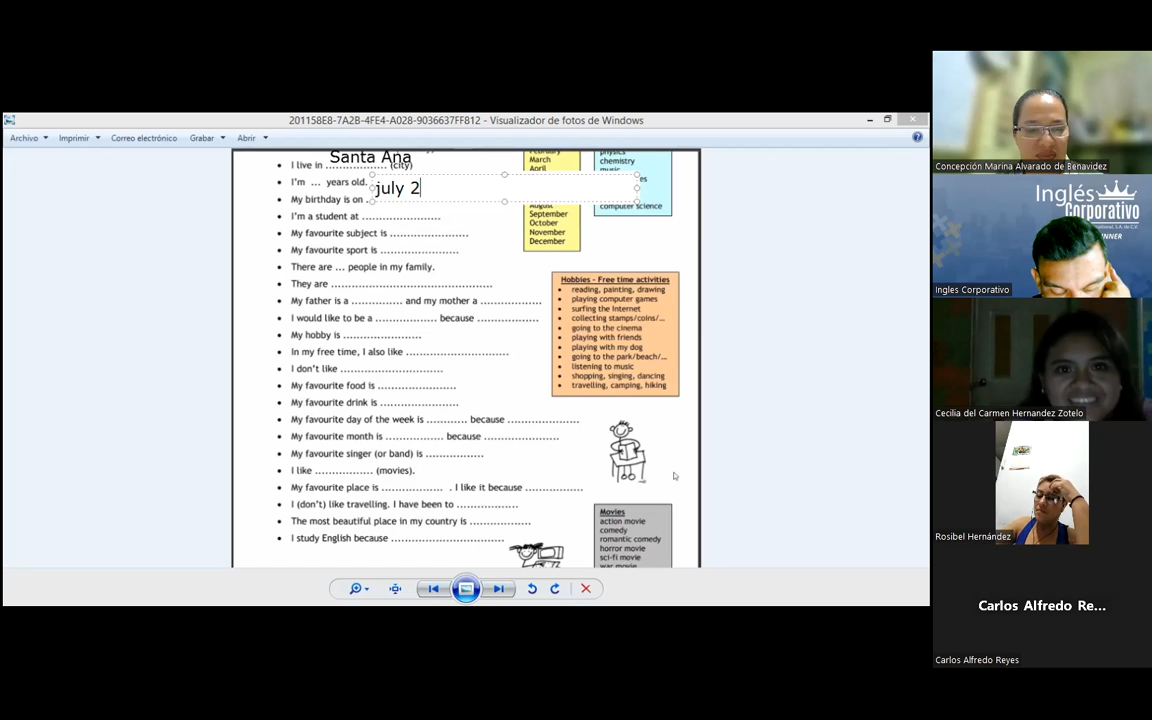 201158E8-7A2B-4FE4-A028-9036637FF812 - Visualizador de fotos de Windows
Archivo Imprimir Correo electrónico Grabar Abrir
Santa Ana
I live in .................. (city)
I'm ... years old.
july 2
My birthday is on .
I'm a student at .......................
My favourite subject is .......................
My favourite sport is .......................
There are ... people in my family.
They are ...............................................
My father is a ............... and my mother a ..................
I would like to be a .................. because ..................
My hobby is .......................
In my free time, I also like ..............................
I don't like ..............................
My favourite food is .......................
My favourite drink is .......................
My favourite day of the week is ............ because .....................
My favourite month is ................. because ......................
My favourite singer (or band) is .................
I like ................. (movies).
My favourite place is .................. . I like it because .................
I (don't) like travelling. I have been to ..................
The most beautiful place in my country is ..................
I study English because .................................
March
April
September
October
November
December
physics
chemistry
music
es
computer science
Hobbies - Free time activities
reading, painting, drawing
playing computer games
surfing the Internet
collecting stamps/coins/...
going to the cinema
playing with friends
playing with my dog
going to the park/beach/...
listening to music
shopping, singing, dancing
travelling, camping, hiking
Movies
action movie
comedy
romantic comedy
horror movie
sci-fi movie
war movie
Concepción Marina Alvarado de Benavidez
Inglés
Corporativo
Ingles Corporativo
Cecilia del Carmen Hernandez Zotelo
Rosibel Hernández
Carlos Alfredo Re...
Carlos Alfredo Reyes